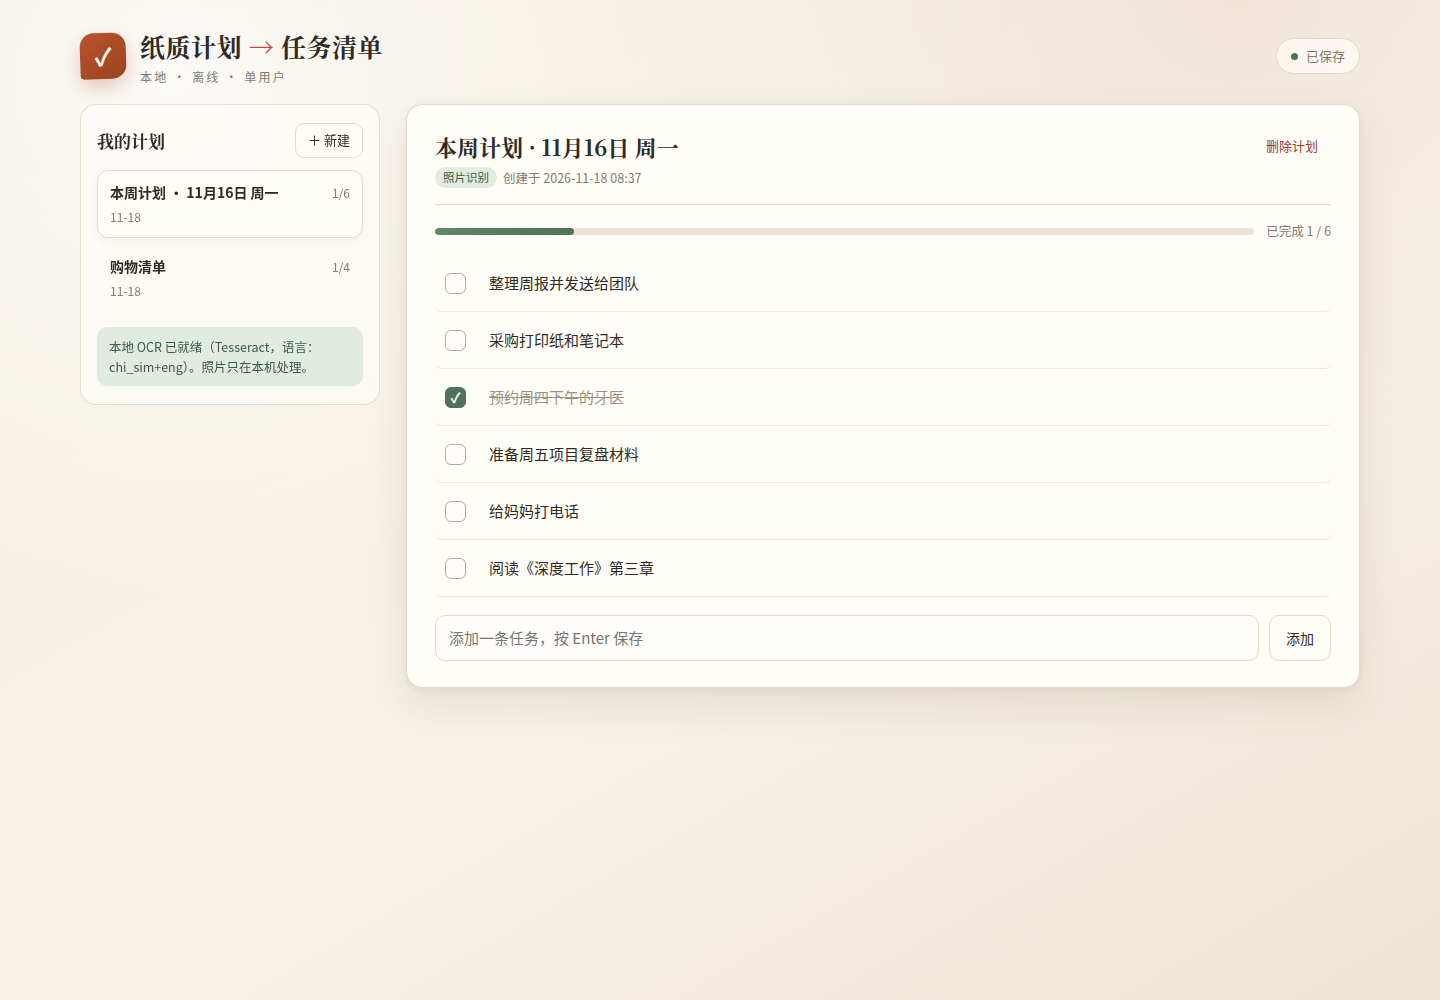 纸质计划 → 任务清单
本地 · 离线 · 单用户
已保存
我的计划
+ 新建
本周计划 · 11月16日 周一
1/6
11-18
购物清单
1/4
11-18
本地 OCR 已就绪（Tesseract，语言：
chi_sim+eng）。照片只在本机处理。
本周计划 · 11月16日 周一
删除计划
照片识别 创建于 2026-11-18 08:37
已完成 1 / 6
整理周报并发送给团队
采购打印纸和笔记本
预约周四下午的牙医
准备周五项目复盘材料
给妈妈打电话
阅读《深度工作》第三章
添加一条任务，按 Enter 保存
添加